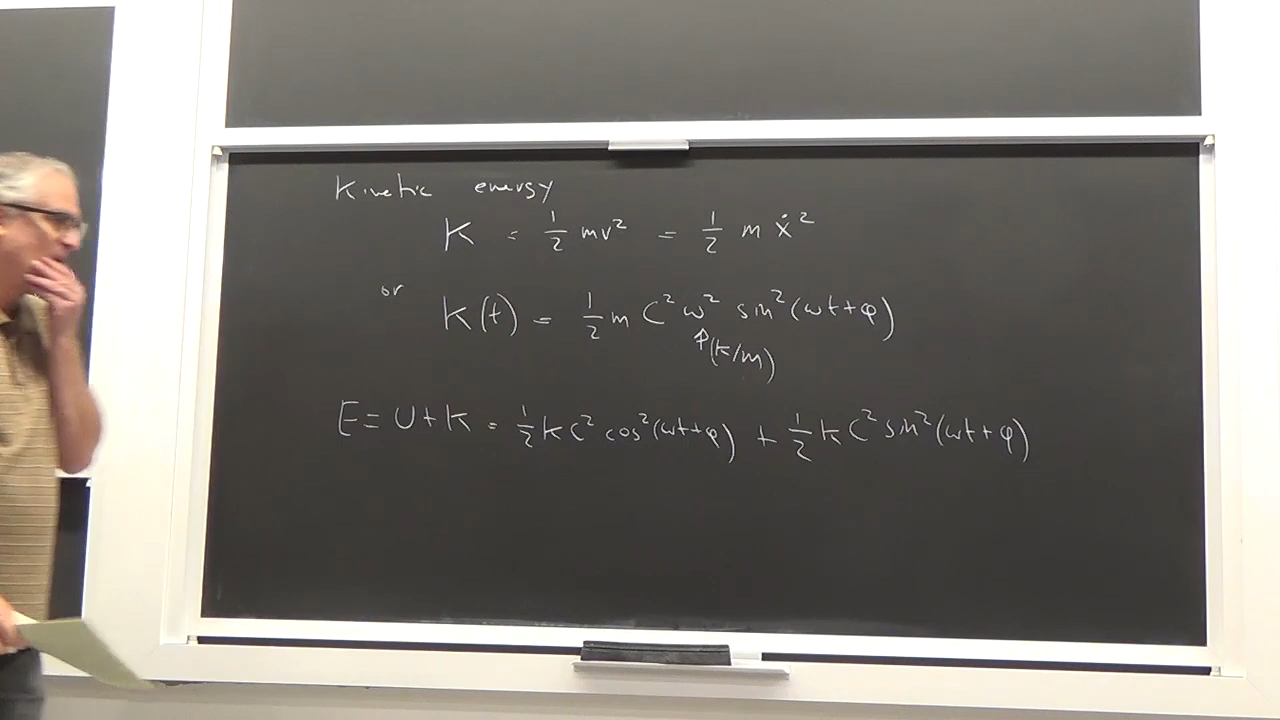 Kinetic energy
K = 1/2 mv² = 1/2 m ẋ²
or K(t) = 1/2 m C² ω² sin²(ωt+φ)
↑(k/m)
E = U+K = 1/2 k C² cos²(ωt+φ) + 1/2 k C² sin²(ωt+φ)